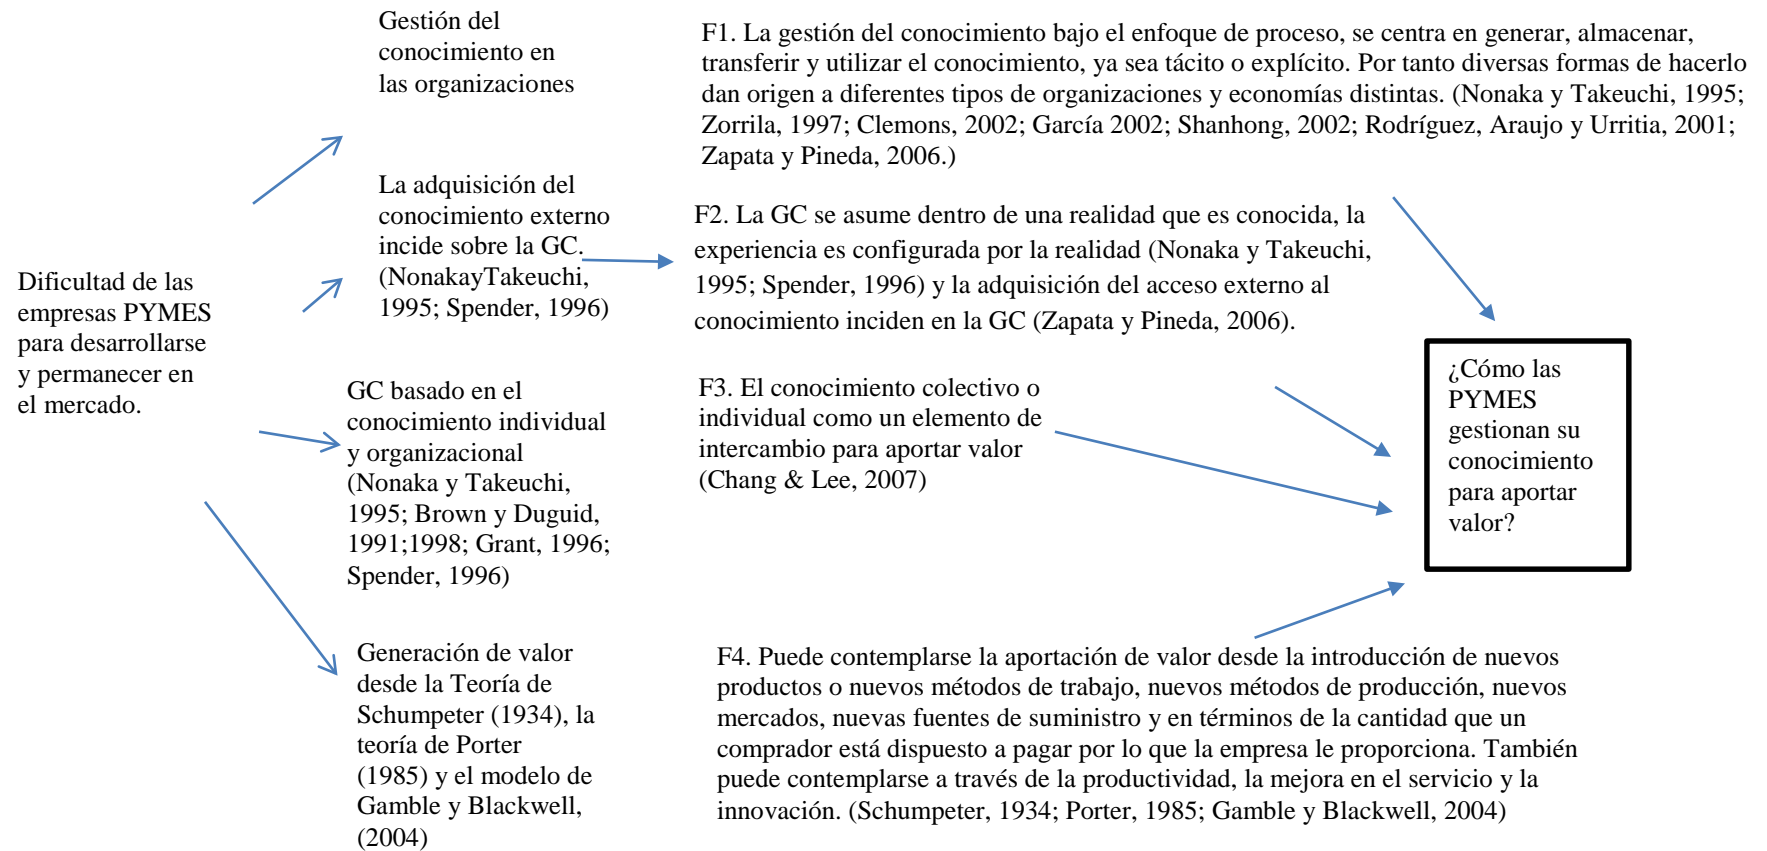 Gestión del
conocimiento en
las organizaciones
F1. La gestión del conocimiento bajo el enfoque de proceso, se centra en generar, almacenar,
transferir y utilizar el conocimiento, ya sea tácito o explícito. Por tanto diversas formas de hacerlo
dan origen a diferentes tipos de organizaciones y economías distintas. (Nonaka y Takeuchi, 1995;
Zorrila, 1997; Clemons, 2002; García 2002; Shanhong, 2002; Rodríguez, Araujo y Urritia, 2001;
Zapata y Pineda, 2006.)
La adquisición del
conocimiento externo
incide sobre la GC.
(NonakayTakeuchi,
1995; Spender, 1996)
F2. La GC se asume dentro de una realidad que es conocida, la
experiencia es configurada por la realidad (Nonaka y Takeuchi,
1995; Spender, 1996) y la adquisición del acceso externo al
conocimiento inciden en la GC (Zapata y Pineda, 2006).
Dificultad de las
empresas PYMES
para desarrollarse
y permanecer en
el mercado.
GC basado en el
conocimiento individual
y organizacional
(Nonaka y Takeuchi,
1995; Brown y Duguid,
1991;1998; Grant, 1996;
Spender, 1996)
F3. El conocimiento colectivo o
individual como un elemento de
intercambio para aportar valor
(Chang & Lee, 2007)
¿Cómo las
PYMES
gestionan su
conocimiento
para aportar
valor?
Generación de valor
desde la Teoría de
Schumpeter (1934), la
teoría de Porter
(1985) y el modelo de
Gamble y Blackwell,
(2004)
F4. Puede contemplarse la aportación de valor desde la introducción de nuevos
productos o nuevos métodos de trabajo, nuevos métodos de producción, nuevos
mercados, nuevas fuentes de suministro y en términos de la cantidad que un
comprador está dispuesto a pagar por lo que la empresa le proporciona. También
puede contemplarse a través de la productividad, la mejora en el servicio y la
innovación. (Schumpeter, 1934; Porter, 1985; Gamble y Blackwell, 2004)